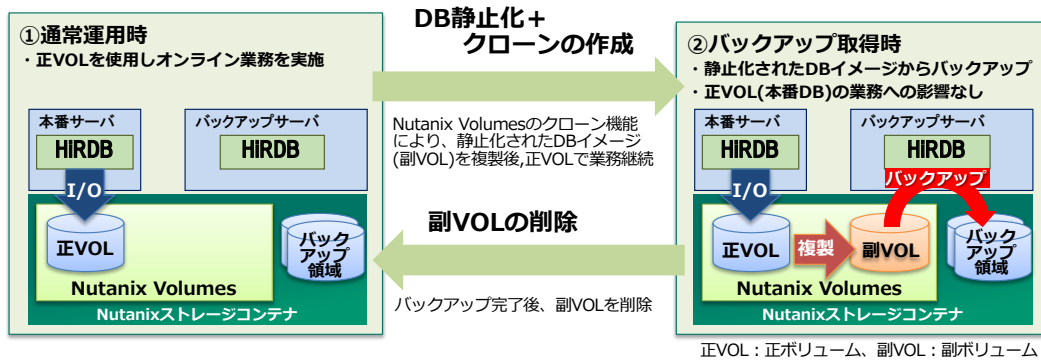 ①通常運用時
・正VOLを使用しオンライン業務を実施
本番サーバ
HiRDB
バックアップサーバ
HiRDB
I/O
正VOL
バック
アップ
領域
Nutanix Volumes
Nutanixストレージコンテナ
DB静止化+
クローンの作成
Nutanix Volumesのクローン機能
により、静止化されたDBイメージ
(副VOL)を複製後,正VOLで業務継続
副VOLの削除
バックアップ完了後、副VOLを削除
②バックアップ取得時
・静止化されたDBイメージからバックアップ
・正VOL(本番DB)の業務への影響なし
本番サーバ
HiRDB
バックアップサーバ
HiRDB
バックアップ
I/O
正VOL
複製
副VOL
バック
アップ
領域
Nutanix Volumes
Nutanixストレージコンテナ
正VOL：正ボリューム、副VOL：副ボリューム